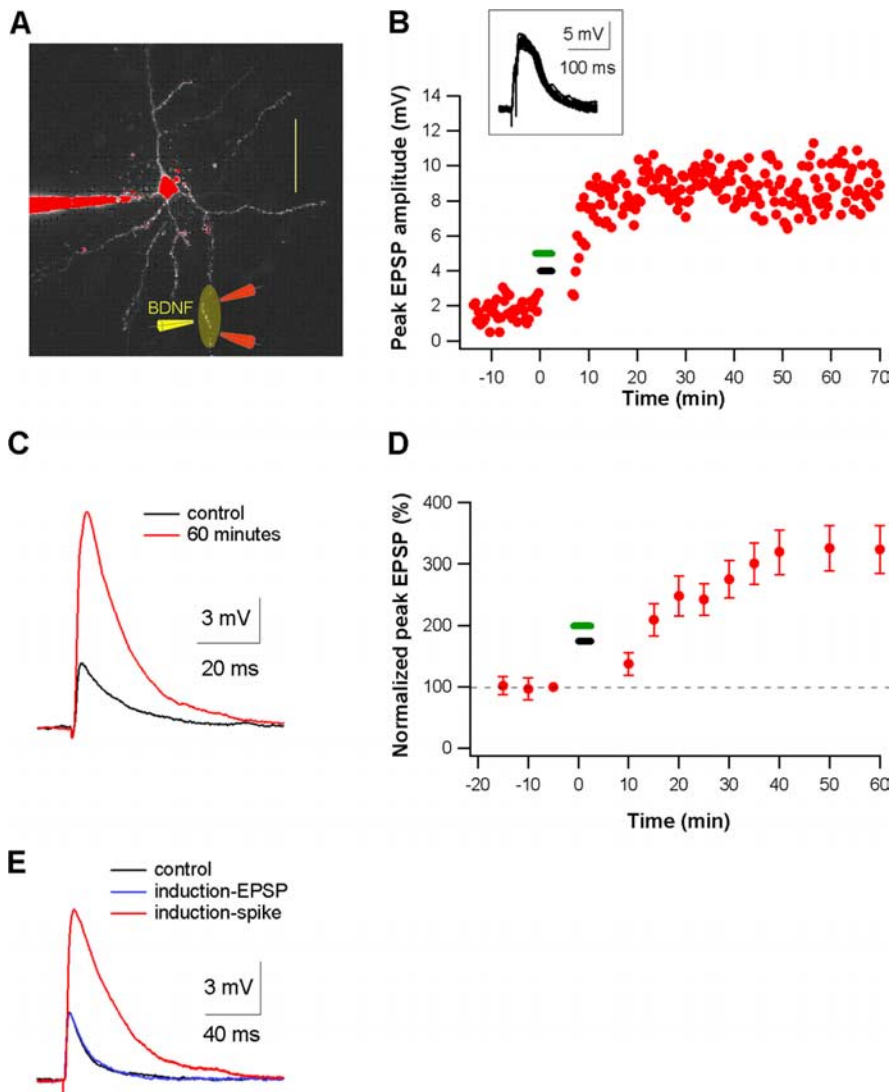 A
BDNF
B
5 mV
100 ms
14
12
10
8
6
4
2
0
Peak EPSP amplitude (mV)
-10 0 10 20 30 40 50 60 70
Time (min)
C
control
60 minutes
3 mV
20 ms
D
400
300
200
100
0
Normalized peak EPSP (%)
-20 -10 0 10 20 30 40 50 60
Time (min)
E
control
induction-EPSP
induction-spike
3 mV
40 ms